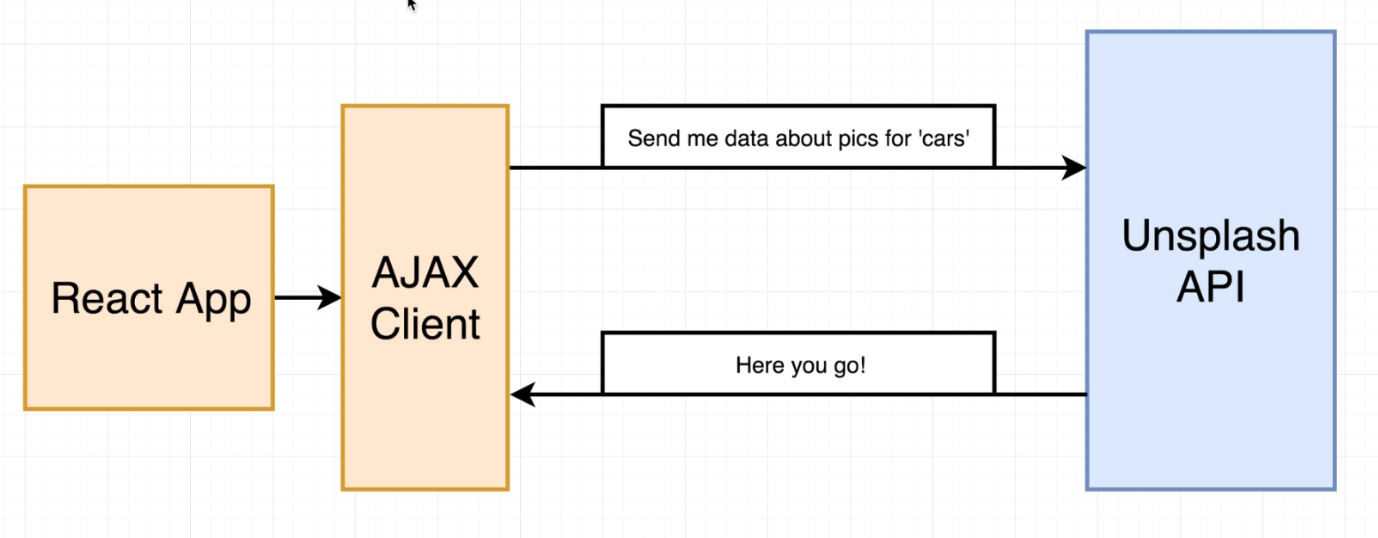 React App
AJAX
Client
Send me data about pics for 'cars'
Here you go!
Unsplash
API